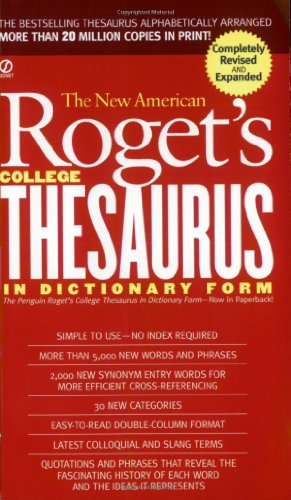 THE BESTSELLING THESAURUS ALPHABETICALLY ARRANGED
MORE THAN 20 MILLION COPIES IN PRINT!
Completely
Revised AND
Expanded
SIGNET
The New American
Roget's
COLLEGE
THESAURUS
IN DICTIONARY FORM
The Penguin Roget's College Thesaurus in Dictionary Form—Now in Paperback!
SIMPLE TO USE—NO INDEX REQUIRED
MORE THAN 5,000 NEW WORDS AND PHRASES
2,000 NEW SYNONYM ENTRY WORDS FOR
MORE EFFICIENT CROSS-REFERENCING
30 NEW CATEGORIES
EASY-TO-READ DOUBLE-COLUMN FORMAT
LATEST COLLOQUIAL AND SLANG TERMS
QUOTATIONS AND PHRASES THAT REVEAL THE
FASCINATING HISTORY OF EACH WORD
AND THE IDEAS IT REPRESENTS